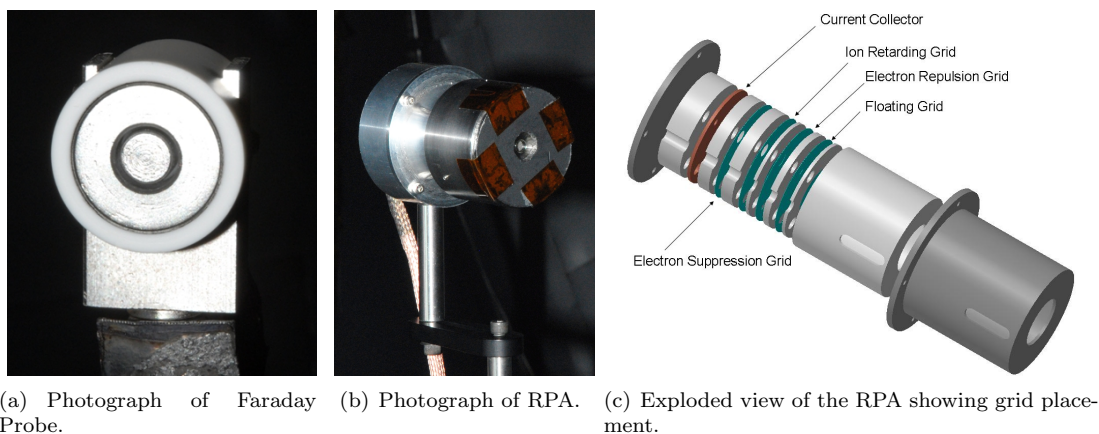 Current Collector
Ion Retarding Grid
Electron Repulsion Grid
Floating Grid
Electron Suppression Grid
(a) Photograph of Faraday
Probe.
(b) Photograph of RPA.
(c) Exploded view of the RPA showing grid place-
ment.